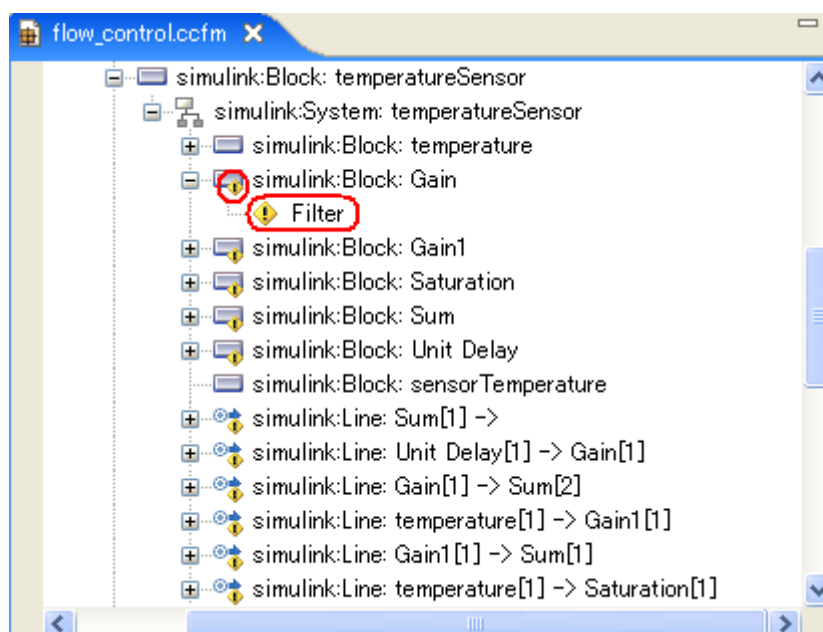 flow_control.ccfm
simulink:Block: temperatureSensor
simulink:System: temperatureSensor
simulink:Block: temperature
simulink:Block: Gain
Filter
simulink:Block: Gain1
simulink:Block: Saturation
simulink:Block: Sum
simulink:Block: Unit Delay
simulink:Block: sensorTemperature
simulink:Line: Sum[1] ->
simulink:Line: Unit Delay[1] -> Gain[1]
simulink:Line: Gain[1] -> Sum[2]
simulink:Line: temperature[1] -> Gain1[1]
simulink:Line: Gain1[1] -> Sum[1]
simulink:Line: temperature[1] -> Saturation[1]